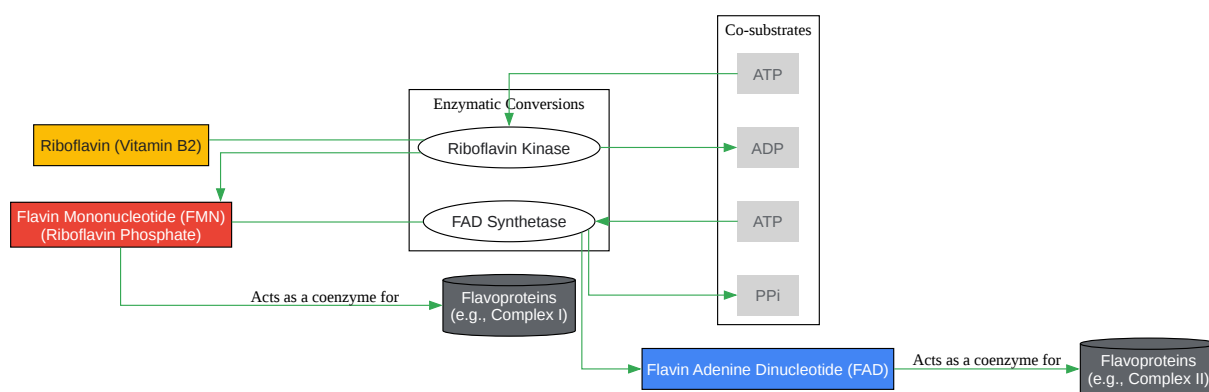 Co-substrates
ATP
Enzymatic Conversions
Riboflavin (Vitamin B2)
Riboflavin Kinase
ADP
Flavin Mononucleotide (FMN)
(Riboflavin Phosphate)
FAD Synthetase
ATP
Acts as a coenzyme for
Flavoproteins
(e.g., Complex I)
PPi
Flavin Adenine Dinucleotide (FAD)
Acts as a coenzyme for
Flavoproteins
(e.g., Complex II)